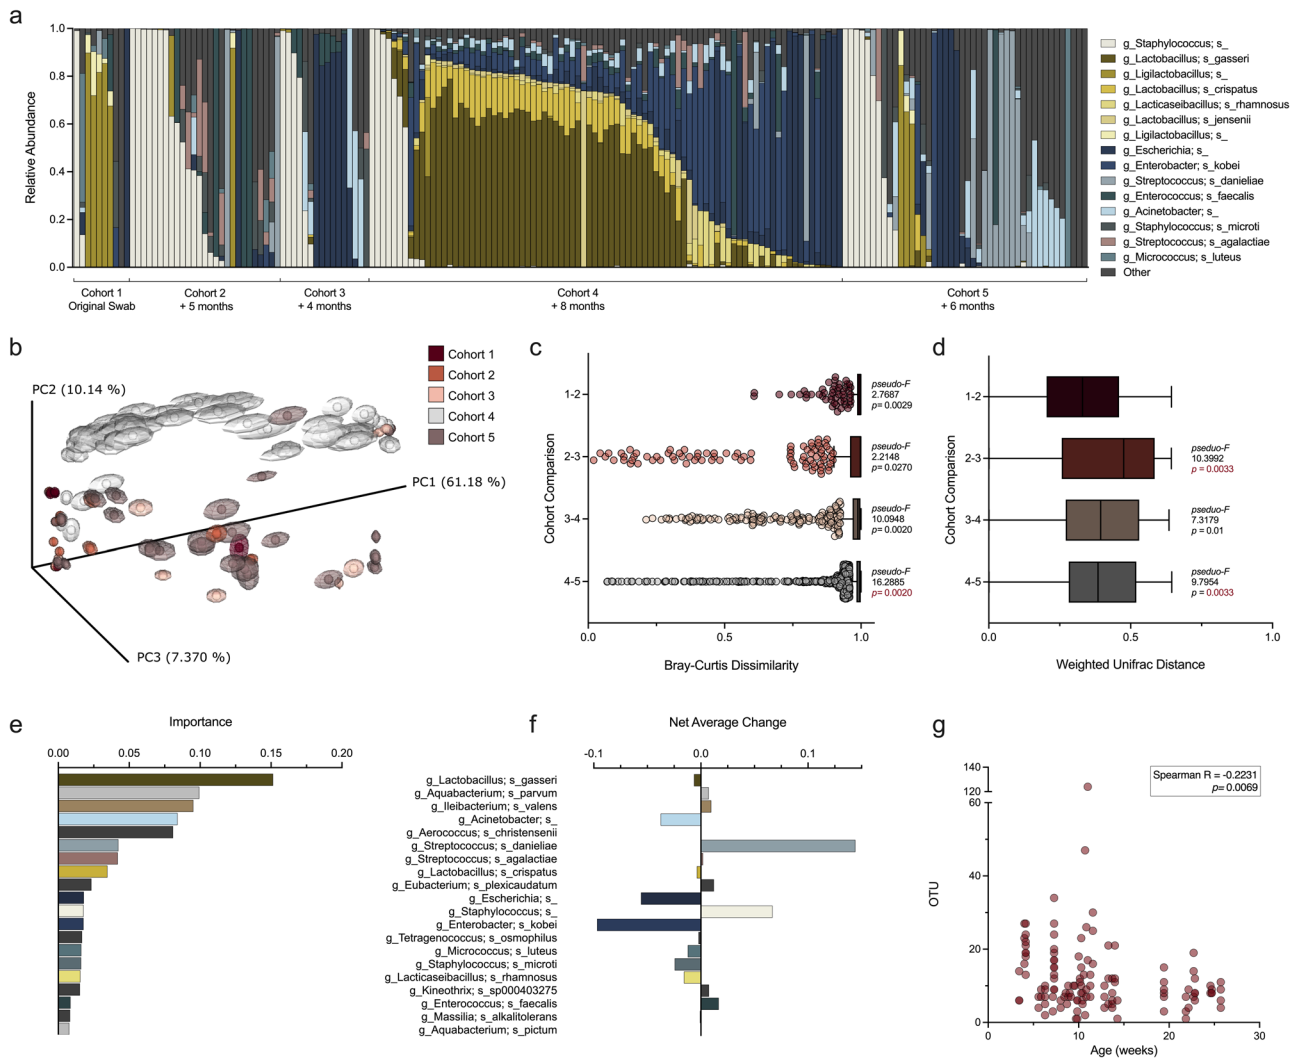 a
1.0
0.8
0.6
0.4
0.2
0.0
Relative Abundance
Cohort 1
Original Swab
Cohort 2
+ 5 months
Cohort 3
+ 4 months
Cohort 4
+ 8 months
Cohort 5
+ 6 months
g_Staphylococcus; s_
g_Lactobacillus; s_gasseri
g_Ligilactobacillus; s_
g_Lactobacillus; s_crispatus
g_Lacticaseibacillus; s_rhamnosus
g_Lactobacillus; s_jensenii
g_Ligilactobacillus; s_
g_Escherichia; s_
g_Enterobacter; s_kobei
g_Streptococcus; s_danieliae
g_Enterococcus; s_faecalis
g_Acinetobacter; s_
g_Staphylococcus; s_microti
g_Streptococcus; s_agalactiae
g_Micrococcus; s_luteus
Other
b
PC2 (10.14 %)
PC1 (61.18 %)
PC3 (7.370 %)
Cohort 1
Cohort 2
Cohort 3
Cohort 4
Cohort 5
c
Cohort Comparison
1-2
2-3
3-4
4-5
pseudo-F
2.7687
p= 0.0029
pseudo-F
2.2148
p= 0.0270
pseudo-F
10.0948
p= 0.0020
pseudo-F
16.2885
p= 0.0020
0.0
0.5
1.0
Bray-Curtis Dissimilarity
d
Cohort Comparison
1-2
2-3
3-4
4-5
pseduo-F
10.3992
p = 0.0033
pseduo-F
7.3179
p = 0.01
pseduo-F
9.7954
p = 0.0033
0.0
0.5
1.0
Weighted Unifrac Distance
e
Importance
0.00
0.05
0.10
0.15
0.20
g_Lactobacillus; s_gasseri
g_Aquabacterium; s_parvum
g_Ileibacterium; s_valens
g_Acinetobacter; s_
g_Aerococcus; s_christensenii
g_Streptococcus; s_danieliae
g_Streptococcus; s_agalactiae
g_Lactobacillus; s_crispatus
g_Eubacterium; s_plexicaudatum
g_Escherichia; s_
g_Staphylococcus; s_
g_Enterobacter; s_kobei
g_Tetragenococcus; s_osmophilus
g_Micrococcus; s_luteus
g_Staphylococcus; s_microti
g_Lacticaseibacillus; s_rhamnosus
g_Kineothrix; s_sp000403275
g_Enterococcus; s_faecalis
g_Massilia; s_alkalitolerans
g_Aquabacterium; s_pictum
f
Net Average Change
-0.1
0.0
0.1
g
140
120
60
40
20
0
OTU
Spearman R = -0.2231
p= 0.0069
0
10
20
30
Age (weeks)